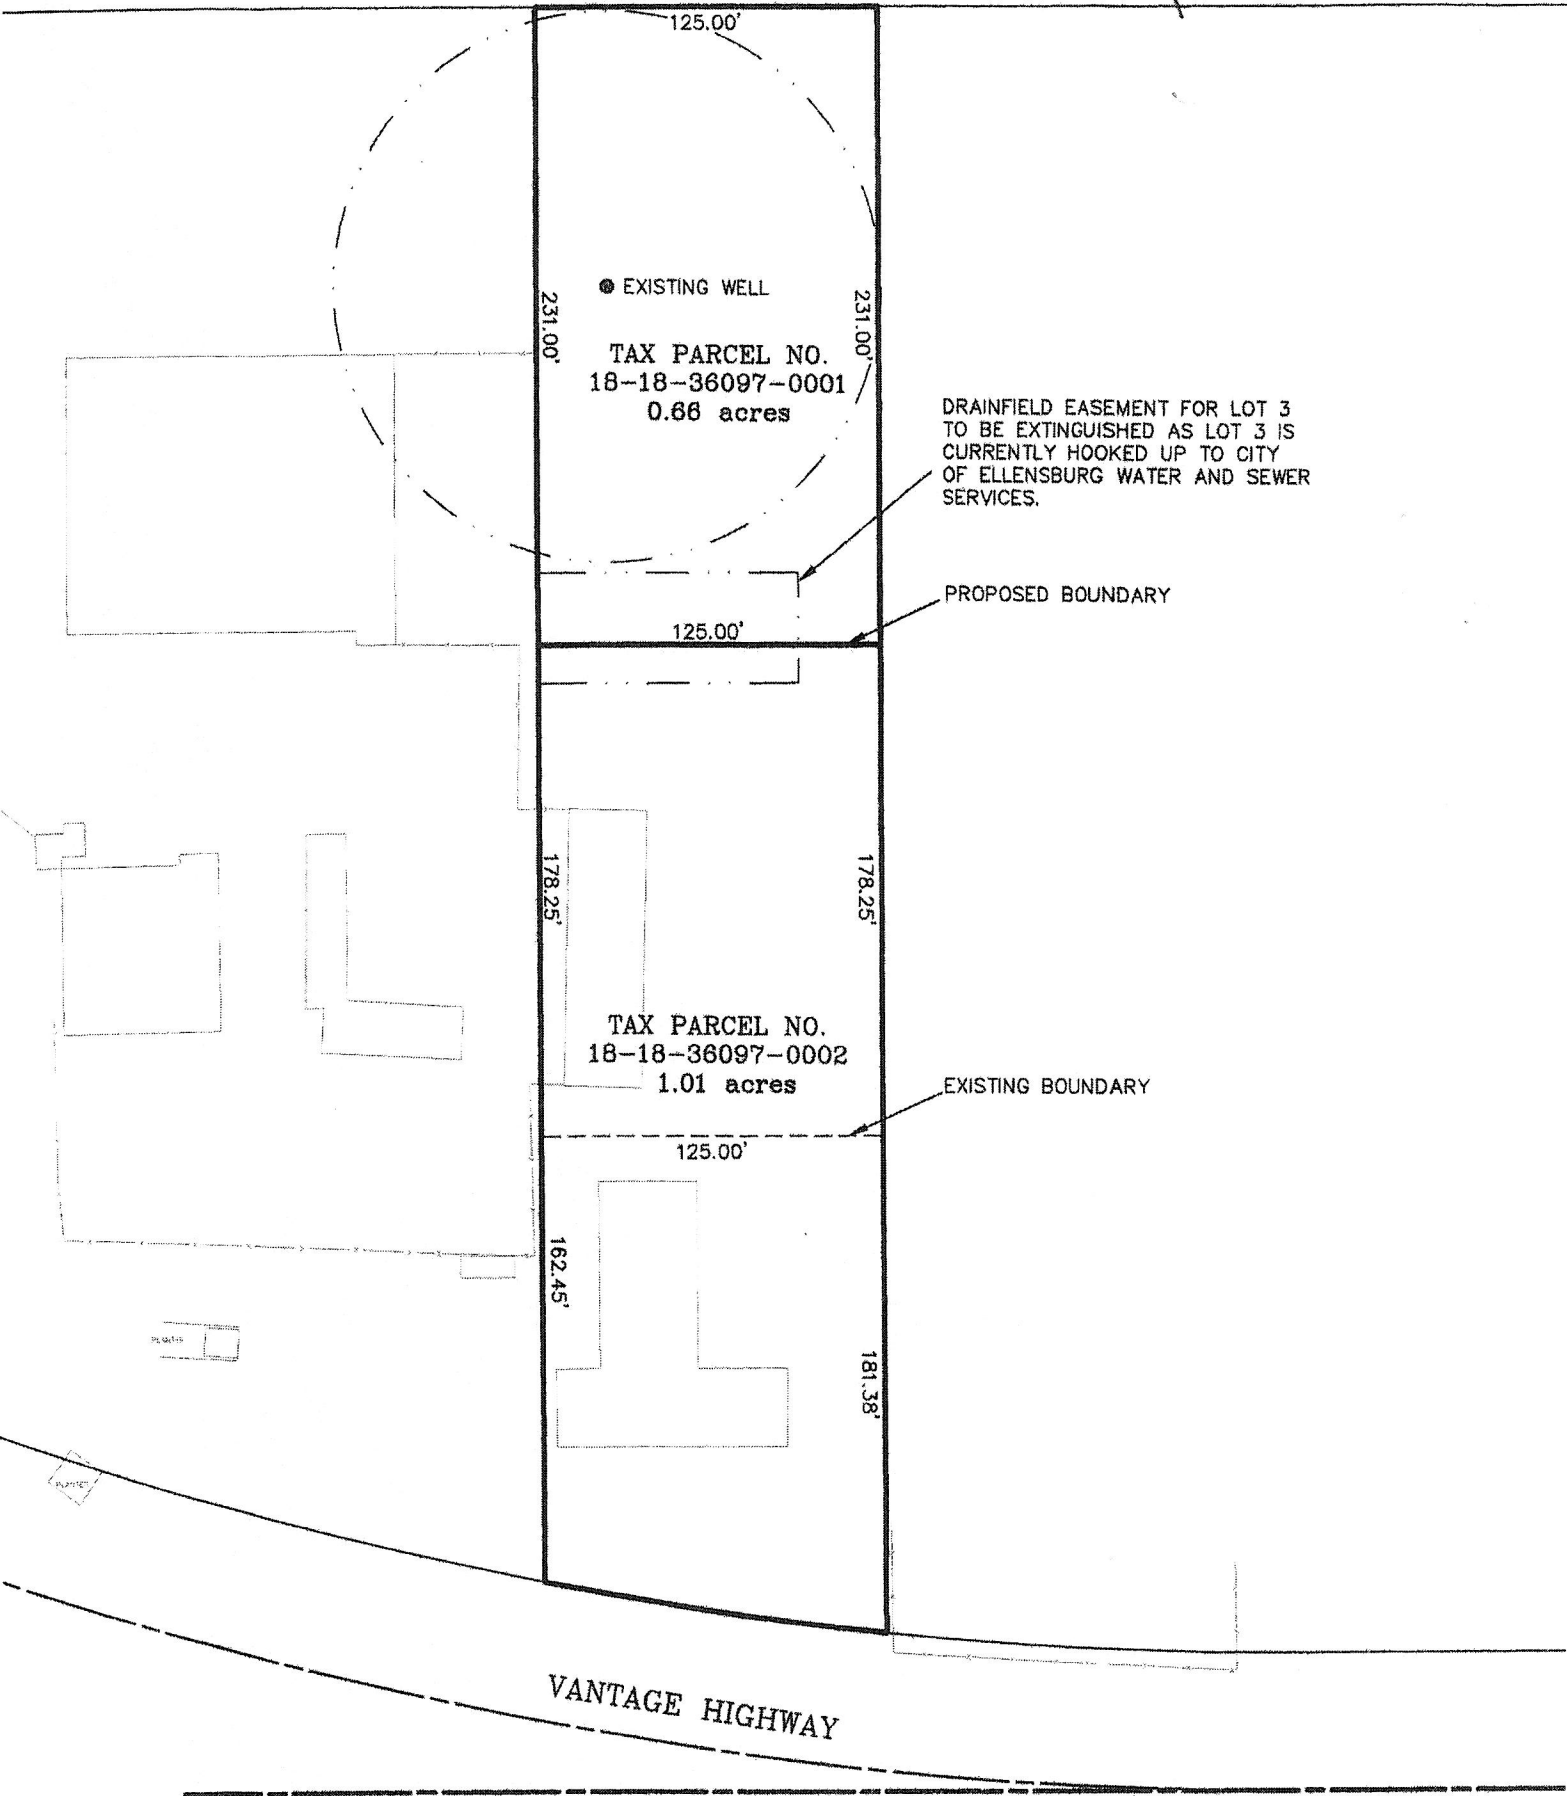 125.00'
EXISTING WELL
231.00'
231.00'
TAX PARCEL NO.
18-18-36097-0001
0.66 acres
DRAINFIELD EASEMENT FOR LOT 3
TO BE EXTINGUISHED AS LOT 3 IS
CURRENTLY HOOKED UP TO CITY
OF ELLENSBURG WATER AND SEWER
SERVICES.
PROPOSED BOUNDARY
125.00'
178.25'
178.25'
TAX PARCEL NO.
18-18-36097-0002
1.01 acres
EXISTING BOUNDARY
125.00'
162.45'
181.38'
VANTAGE HIGHWAY